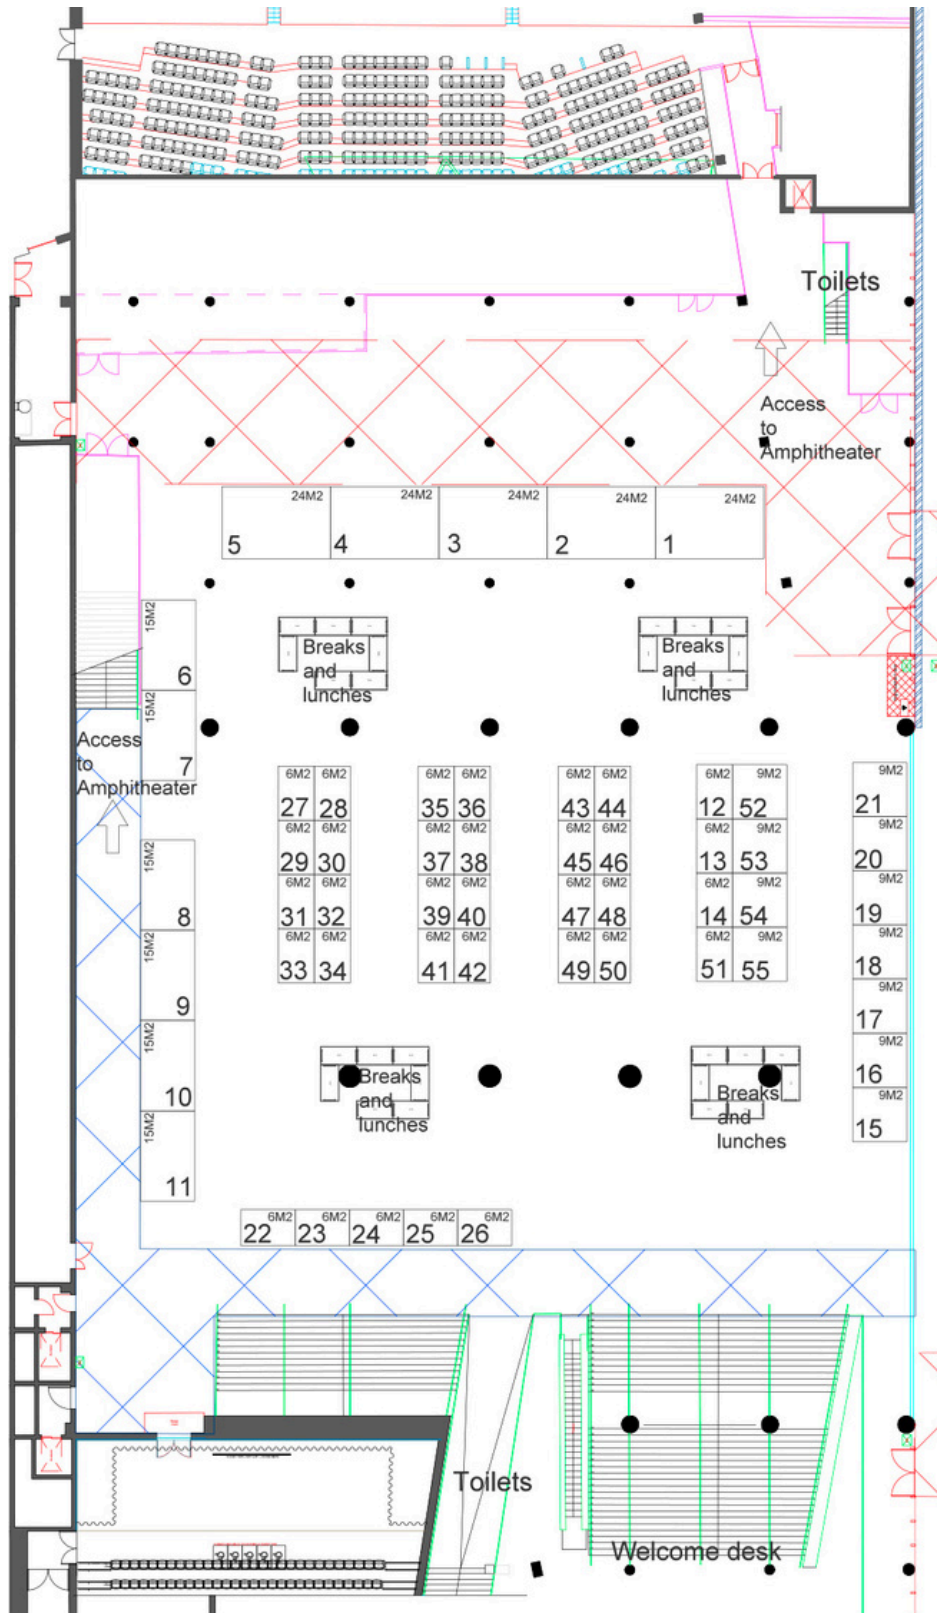 Toilets
Access
to
Amphitheater
24M2 24M2 24M2 24M2 24M2
5 4 3 2 1
15M2
6
Breaks
and
lunches
Breaks
and
lunches
15M2
7
Access
to
Amphitheater
6M2 6M2 6M2 6M2 6M2 6M2 6M2 9M2 9M2
27 28 35 36 43 44 12 52 21
6M2 6M2 6M2 6M2 6M2 6M2 6M2 9M2 9M2
29 30 37 38 45 46 13 53 20
6M2 6M2 6M2 6M2 6M2 6M2 6M2 9M2 9M2
31 32 39 40 47 48 14 54 19
6M2 6M2 6M2 6M2 6M2 6M2 6M2 9M2 9M2
33 34 41 42 49 50 51 55 18
15M2
8
15M2
9
15M2
10
15M2
11
9M2
17
9M2
16
9M2
15
Breaks
and
lunches
Breaks
and
lunches
6M2 6M2 6M2 6M2 6M2
22 23 24 25 26
Toilets
Welcome desk